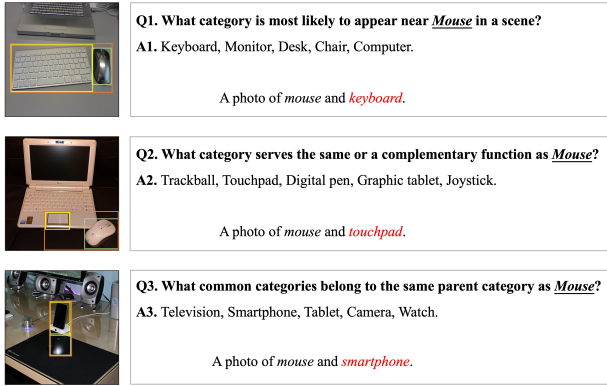 Q1. What category is most likely to appear near Mouse in a scene?
A1. Keyboard, Monitor, Desk, Chair, Computer.
A photo of mouse and keyboard.
Q2. What category serves the same or a complementary function as Mouse?
A2. Trackball, Touchpad, Digital pen, Graphic tablet, Joystick.
A photo of mouse and touchpad.
Q3. What common categories belong to the same parent category as Mouse?
A3. Television, Smartphone, Tablet, Camera, Watch.
A photo of mouse and smartphone.